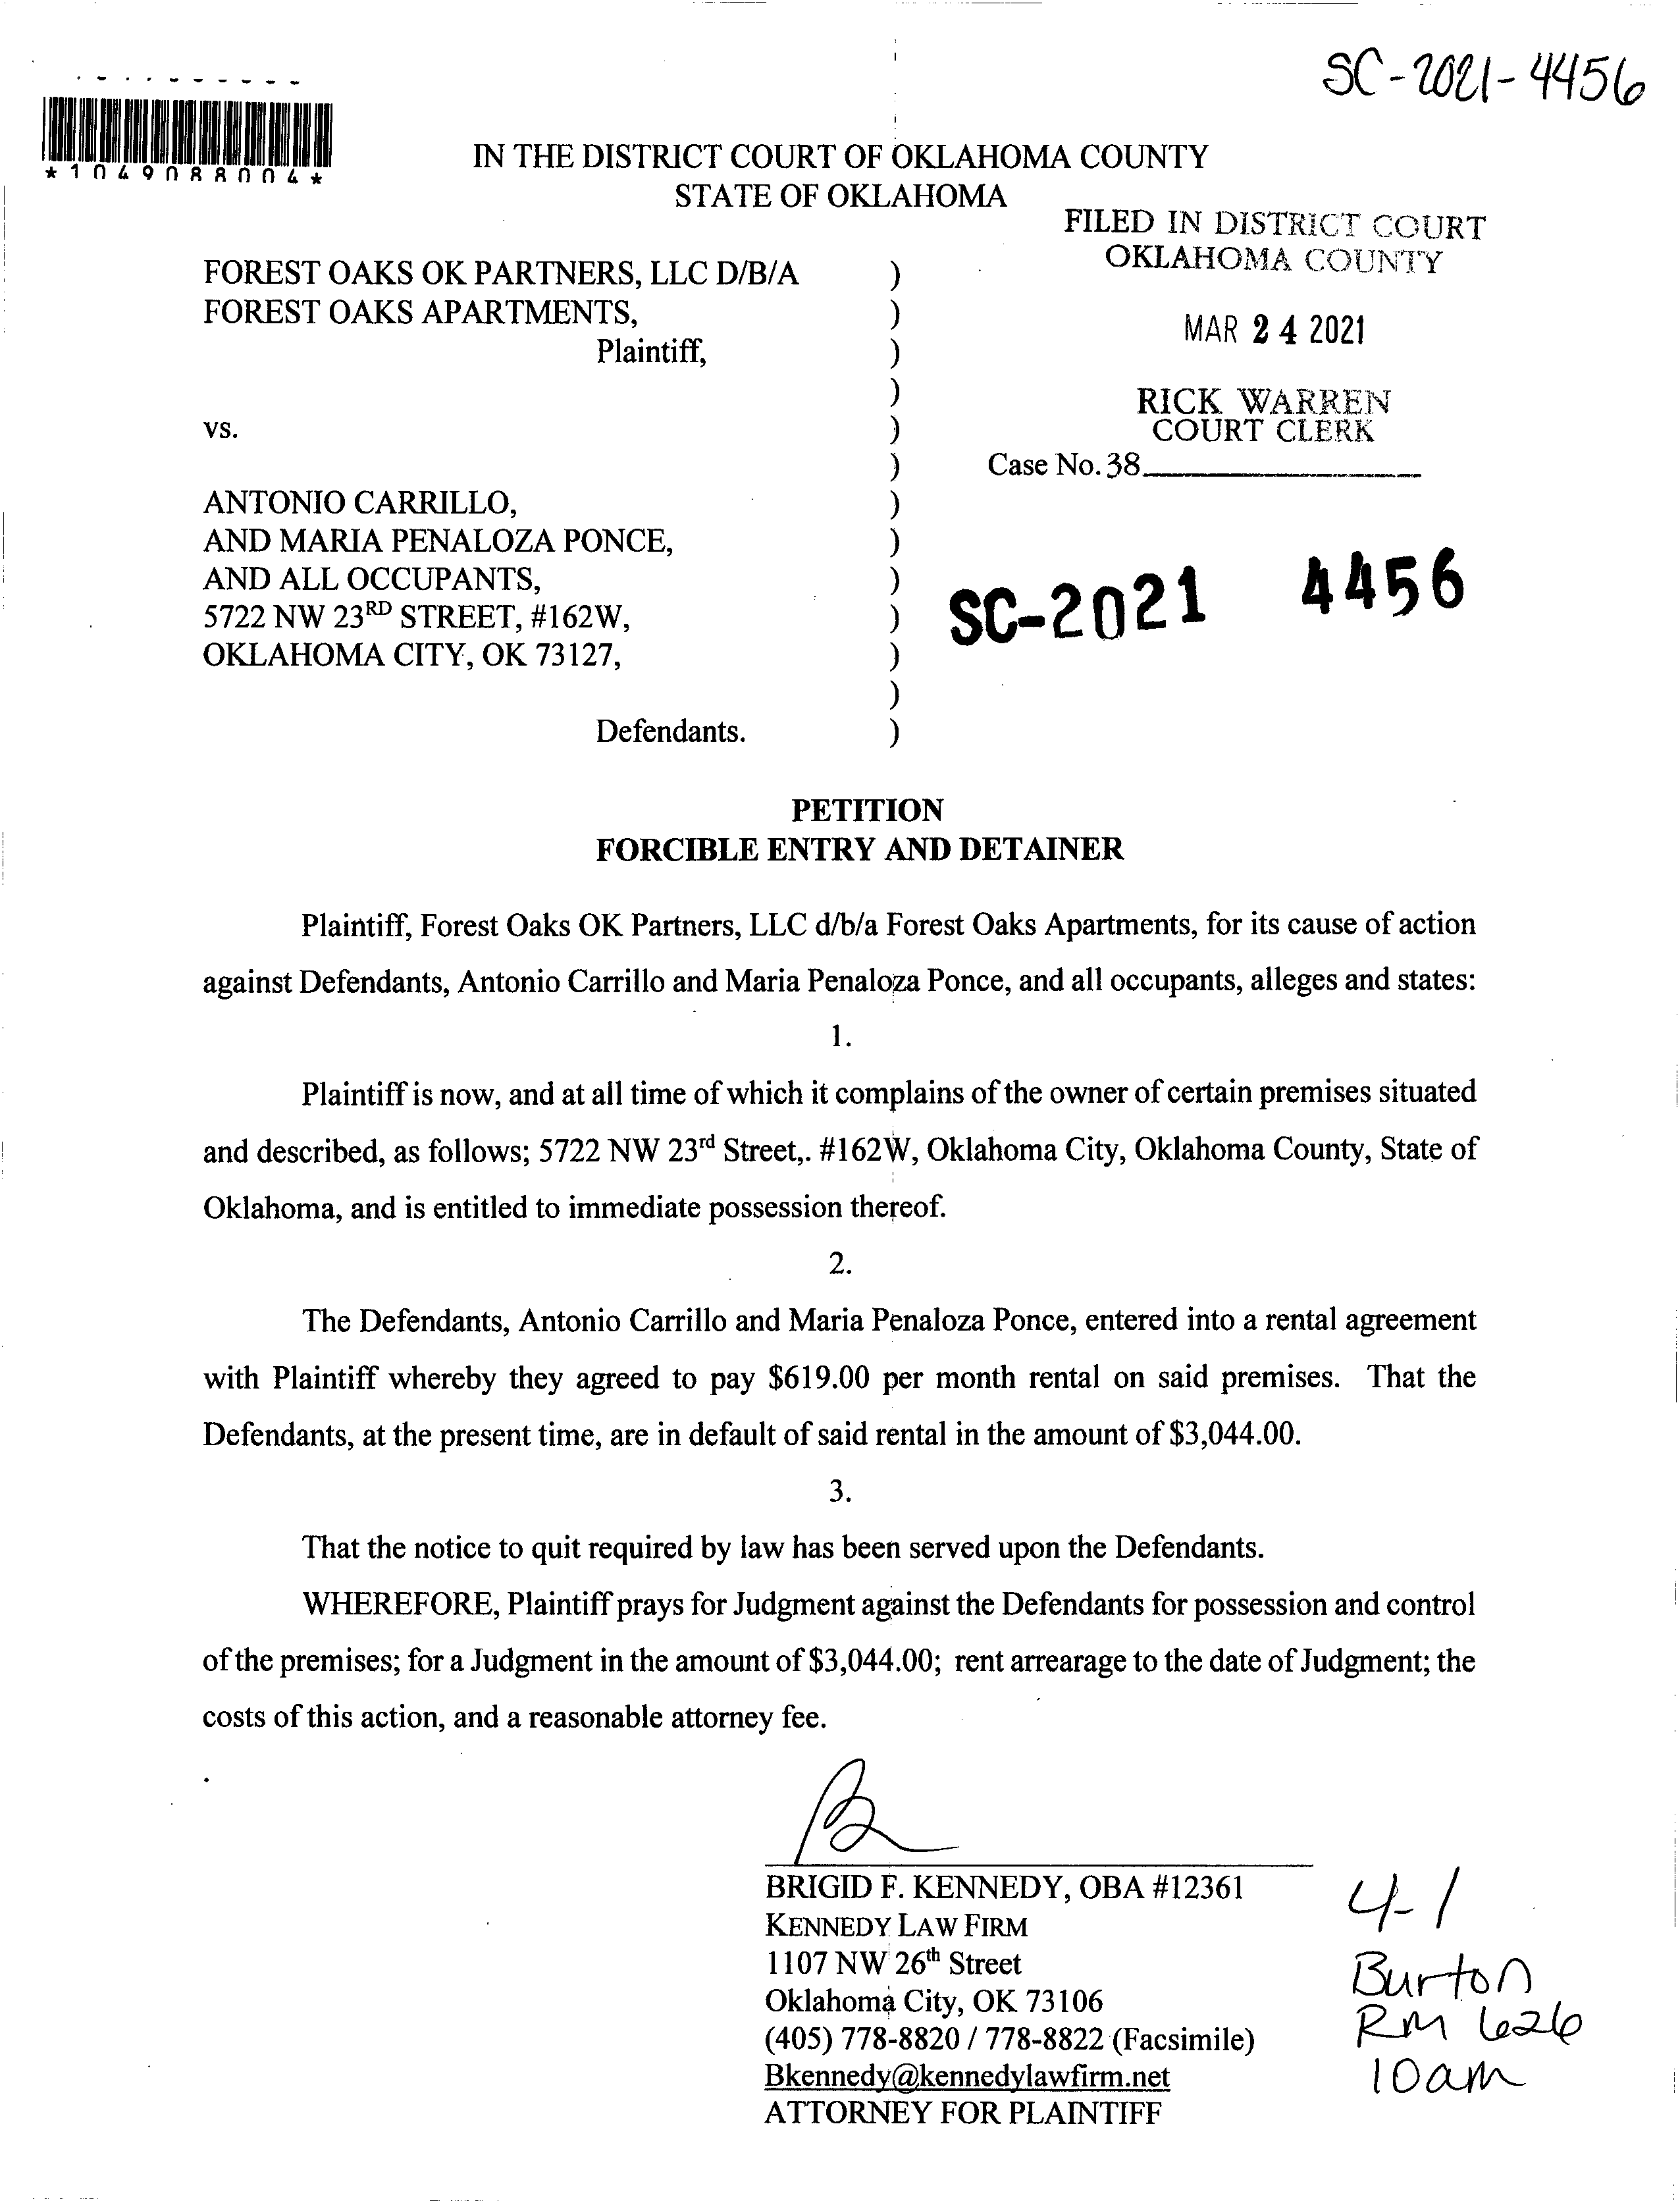 SC-2021-4456
*1049088004*
IN THE DISTRICT COURT OF OKLAHOMA COUNTY
STATE OF OKLAHOMA
FILED IN DISTRICT COURT
OKLAHOMA COUNTY
MAR 24 2021
RICK WARREN
COURT CLERK
Case No. 38
FOREST OAKS OK PARTNERS, LLC D/B/A )
FOREST OAKS APARTMENTS, )
Plaintiff, )
)
vs. )
)
ANTONIO CARRILLO, )
AND MARIA PENALOZA PONCE, )
AND ALL OCCUPANTS, )
5722 NW 23RD STREET, #162W, )
OKLAHOMA CITY, OK 73127, )
)
Defendants. )
SC-2021 4456
PETITION
FORCIBLE ENTRY AND DETAINER
Plaintiff, Forest Oaks OK Partners, LLC d/b/a Forest Oaks Apartments, for its cause of action
against Defendants, Antonio Carrillo and Maria Penaloza Ponce, and all occupants, alleges and states:
1.
Plaintiff is now, and at all time of which it complains of the owner of certain premises situated
and described, as follows; 5722 NW 23rd Street,. #162W, Oklahoma City, Oklahoma County, State of
Oklahoma, and is entitled to immediate possession thereof.
2.
The Defendants, Antonio Carrillo and Maria Penaloza Ponce, entered into a rental agreement
with Plaintiff whereby they agreed to pay $619.00 per month rental on said premises. That the
Defendants, at the present time, are in default of said rental in the amount of $3,044.00.
3.
That the notice to quit required by law has been served upon the Defendants.
WHEREFORE, Plaintiff prays for Judgment against the Defendants for possession and control
of the premises; for a Judgment in the amount of $3,044.00; rent arrearage to the date of Judgment; the
costs of this action, and a reasonable attorney fee.
BRIGID F. KENNEDY, OBA #12361
KENNEDY LAW FIRM
1107 NW 26th Street
Oklahoma City, OK 73106
(405) 778-8820 / 778-8822 (Facsimile)
Bkennedy@kennedylawfirm.net
ATTORNEY FOR PLAINTIFF
4-1
Burton
RM 626
10am